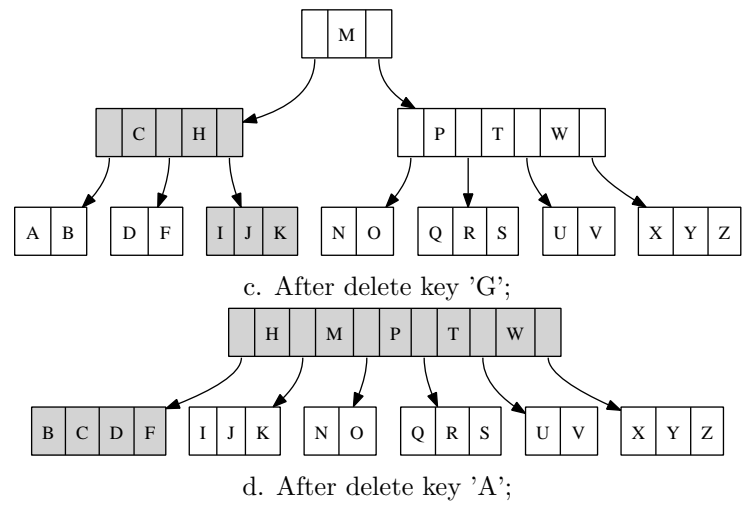 M
C H P T W
A B D F I J K N O Q R S U V X Y Z
c. After delete key 'G';
H M P T W
B C D F I J K N O Q R S U V X Y Z
d. After delete key 'A';